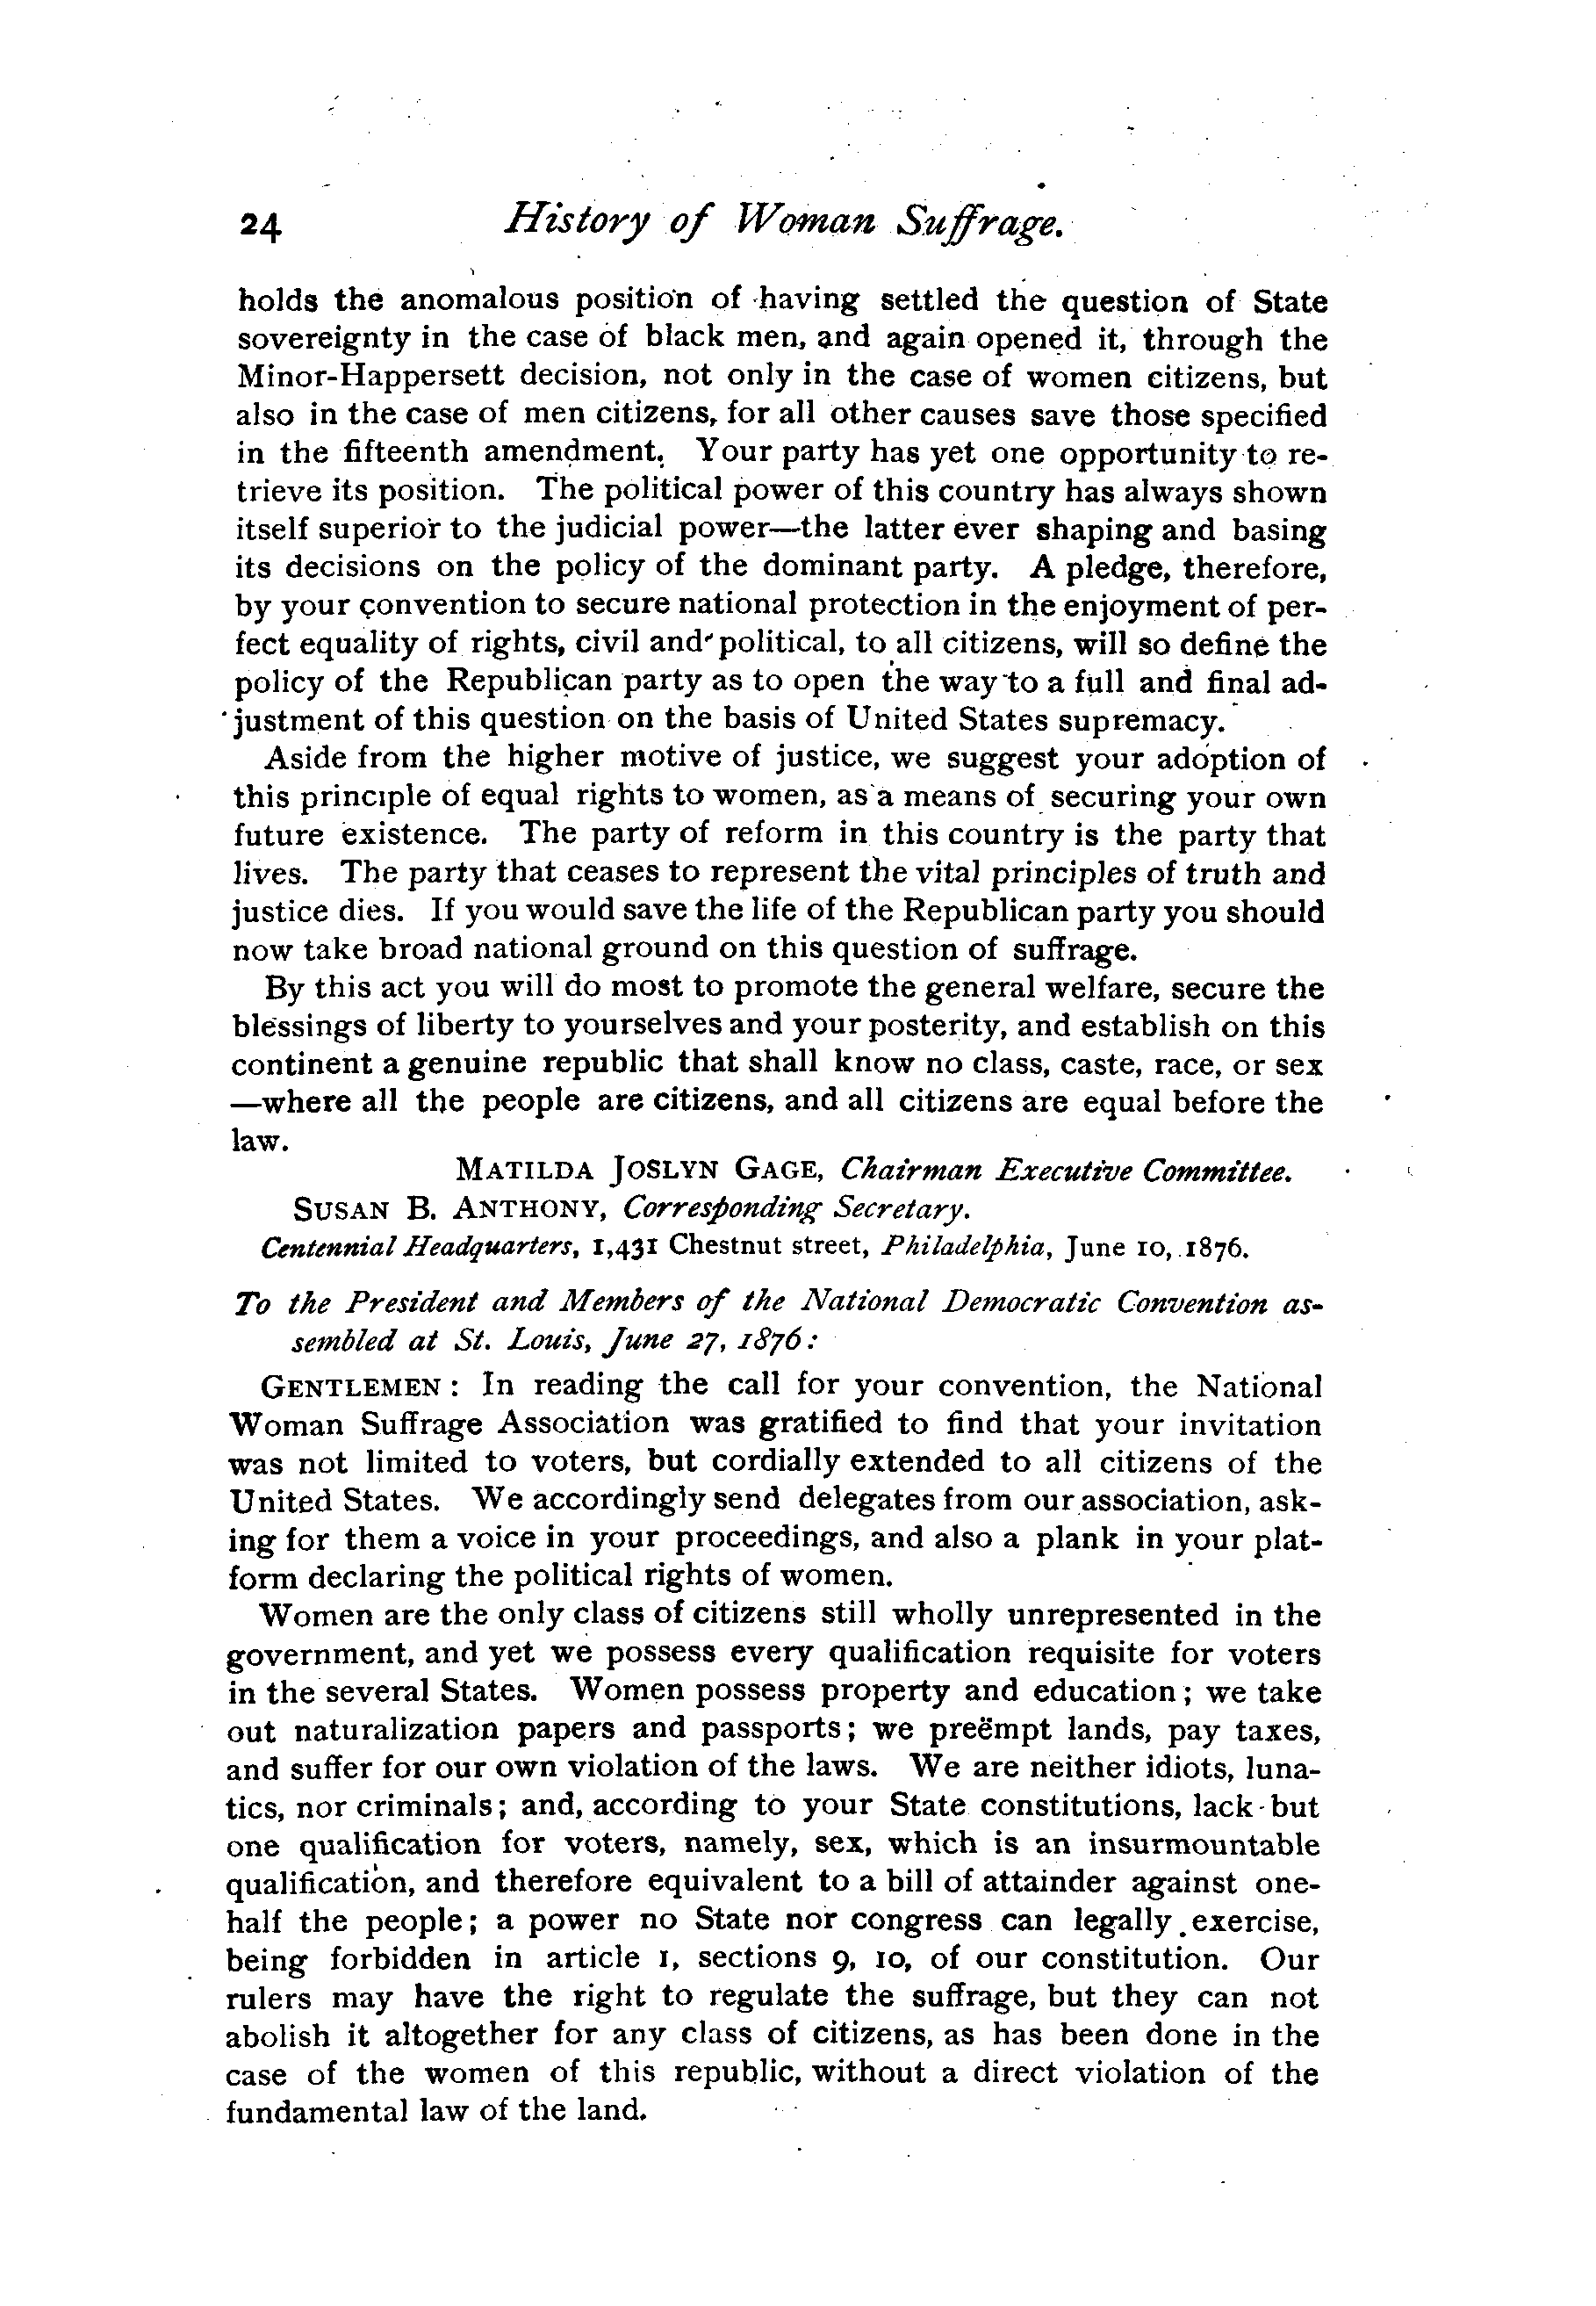 24 History of Woman Suffrage.
holds the anomalous position of having settled the question of State
sovereignty in the case of black men, and again opened it, through the
Minor-Happersett decision, not only in the case of women citizens, but
also in the case of men citizens, for all other causes save those specified
in the fifteenth amendment. Your party has yet one opportunity to re-
trieve its position. The political power of this country has always shown
itself superior to the judicial power—the latter ever shaping and basing
its decisions on the policy of the dominant party. A pledge, therefore,
by your convention to secure national protection in the enjoyment of per-
fect equality of rights, civil and political, to all citizens, will so define the
policy of the Republican party as to open the way to a full and final ad-
justment of this question on the basis of United States supremacy.
Aside from the higher motive of justice, we suggest your adoption of
this principle of equal rights to women, as a means of securing your own
future existence. The party of reform in this country is the party that
lives. The party that ceases to represent the vital principles of truth and
justice dies. If you would save the life of the Republican party you should
now take broad national ground on this question of suffrage.
By this act you will do most to promote the general welfare, secure the
blessings of liberty to yourselves and your posterity, and establish on this
continent a genuine republic that shall know no class, caste, race, or sex
—where all the people are citizens, and all citizens are equal before the
law.
MATILDA JOSLYN GAGE, Chairman Executive Committee.
SUSAN B. ANTHONY, Corresponding Secretary.
Centennial Headquarters, 1,431 Chestnut street, Philadelphia, June 10, 1876.
To the President and Members of the National Democratic Convention as-
sembled at St. Louis, June 27, 1876:
GENTLEMEN: In reading the call for your convention, the National
Woman Suffrage Association was gratified to find that your invitation
was not limited to voters, but cordially extended to all citizens of the
United States. We accordingly send delegates from our association, ask-
ing for them a voice in your proceedings, and also a plank in your plat-
form declaring the political rights of women.
Women are the only class of citizens still wholly unrepresented in the
government, and yet we possess every qualification requisite for voters
in the several States. Women possess property and education; we take
out naturalization papers and passports; we preëmpt lands, pay taxes,
and suffer for our own violation of the laws. We are neither idiots, luna-
tics, nor criminals; and, according to your State constitutions, lack but
one qualification for voters, namely, sex, which is an insurmountable
qualification, and therefore equivalent to a bill of attainder against one-
half the people; a power no State nor congress can legally exercise,
being forbidden in article 1, sections 9, 10, of our constitution. Our
rulers may have the right to regulate the suffrage, but they can not
abolish it altogether for any class of citizens, as has been done in the
case of the women of this republic, without a direct violation of the
fundamental law of the land.